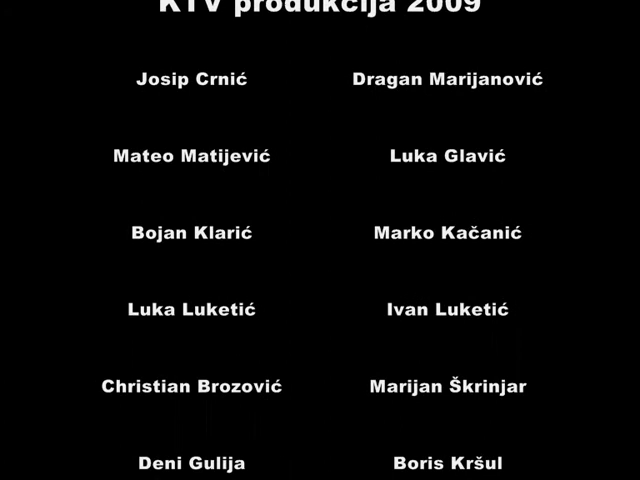 KTV produkcija 2009
Josip Crnić Dragan Marijanović
Mateo Matijević Luka Glavić
Bojan Klarić Marko Kačanić
Luka Luketić Ivan Luketić
Christian Brozović Marijan Škrinjar
Deni Gulija Boris Kršul